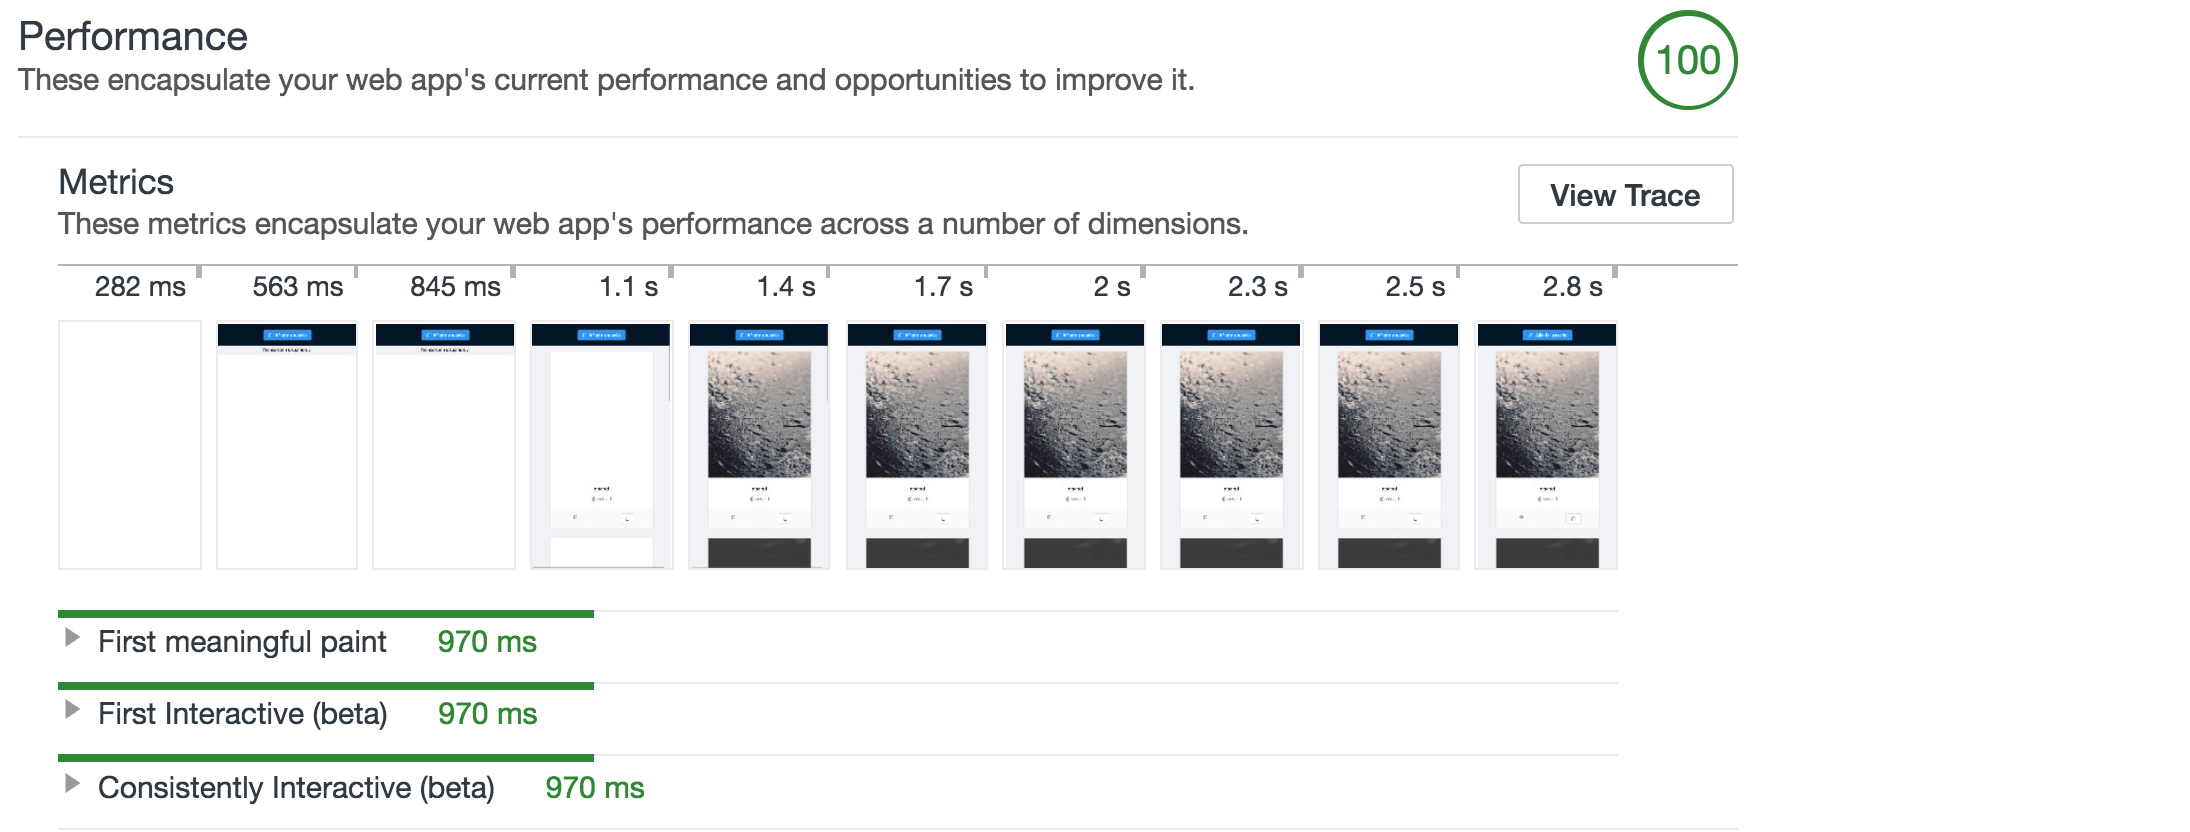 Performance
100
These encapsulate your web app's current performance and opportunities to improve it.
Metrics
View Trace
These metrics encapsulate your web app's performance across a number of dimensions.
282 ms 563 ms 845 ms 1.1 s 1.4 s 1.7 s 2 s 2.3 s 2.5 s 2.8 s
First meaningful paint 970 ms
First Interactive (beta) 970 ms
Consistently Interactive (beta) 970 ms